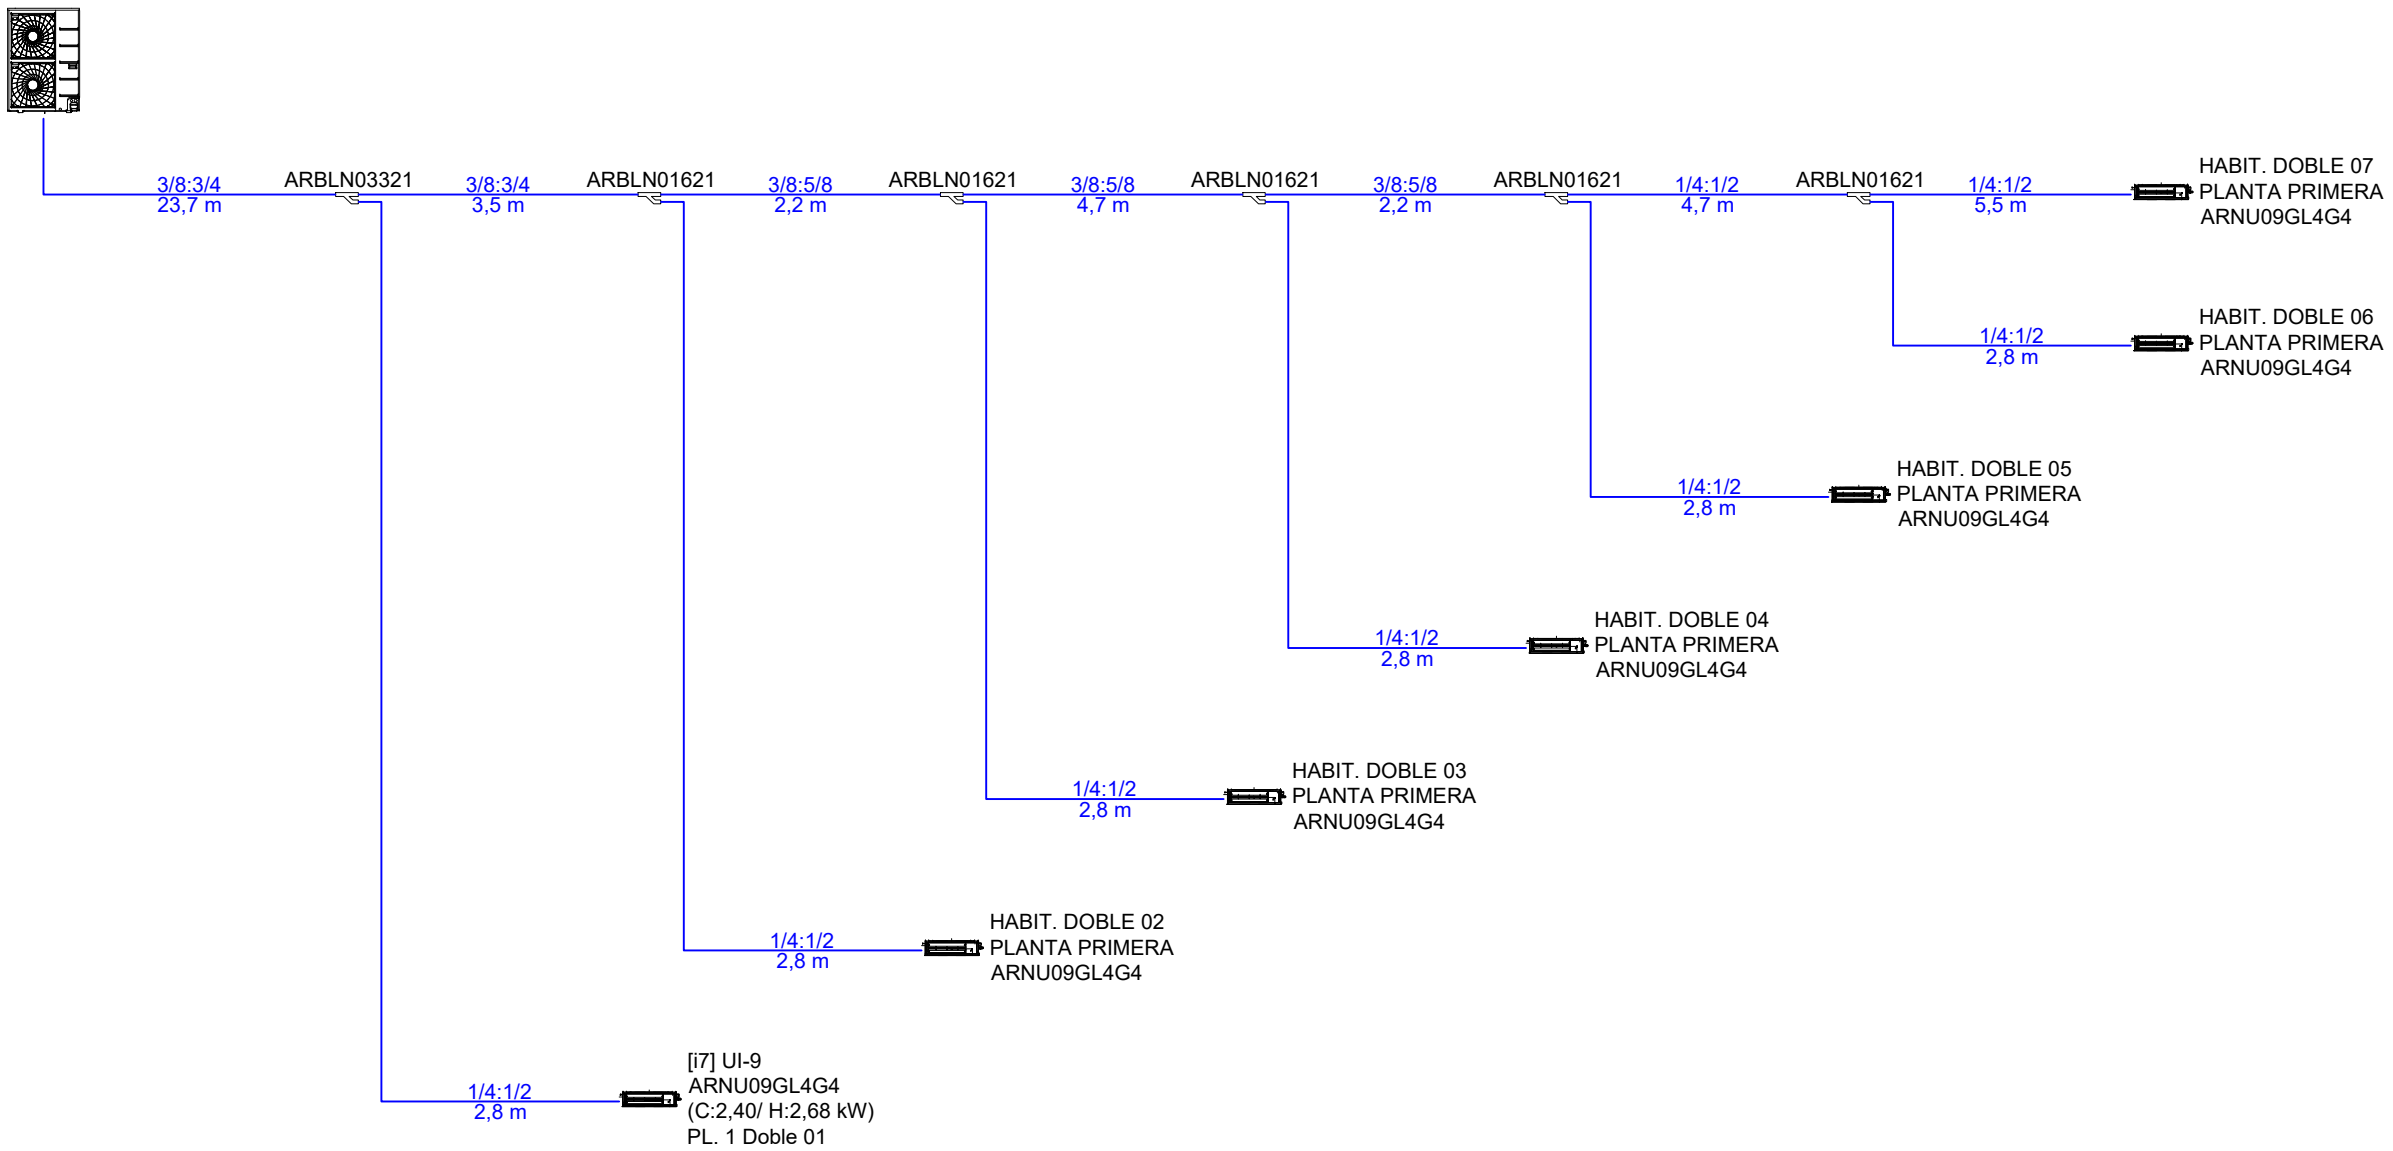 3/8:3/4
23,7 m
ARBLN03321
3/8:3/4
3,5 m
ARBLN01621
3/8:5/8
2,2 m
ARBLN01621
3/8:5/8
4,7 m
ARBLN01621
3/8:5/8
2,2 m
ARBLN01621
1/4:1/2
4,7 m
ARBLN01621
1/4:1/2
5,5 m
HABIT. DOBLE 07
PLANTA PRIMERA
ARNU09GL4G4
1/4:1/2
2,8 m
HABIT. DOBLE 06
PLANTA PRIMERA
ARNU09GL4G4
1/4:1/2
2,8 m
HABIT. DOBLE 05
PLANTA PRIMERA
ARNU09GL4G4
1/4:1/2
2,8 m
HABIT. DOBLE 04
PLANTA PRIMERA
ARNU09GL4G4
1/4:1/2
2,8 m
HABIT. DOBLE 03
PLANTA PRIMERA
ARNU09GL4G4
1/4:1/2
2,8 m
HABIT. DOBLE 02
PLANTA PRIMERA
ARNU09GL4G4
1/4:1/2
2,8 m
[i7] UI-9
ARNU09GL4G4
(C:2,40/ H:2,68 kW)
PL. 1 Doble 01